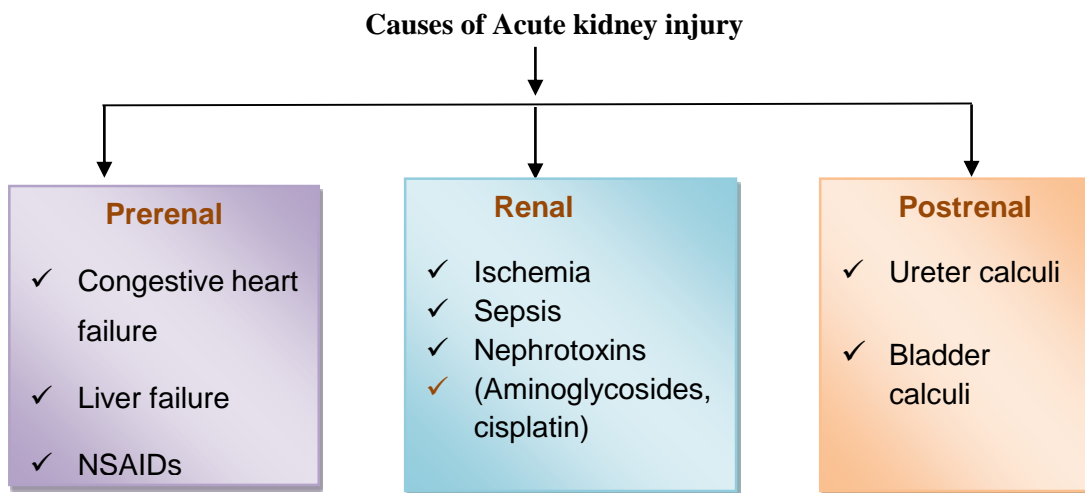 Causes of Acute kidney injury
Prerenal
✓ Congestive heart
failure
✓ Liver failure
✓ NSAIDs
Renal
✓ Ischemia
✓ Sepsis
✓ Nephrotoxins
✓ (Aminoglycosides,
cisplatin)
Postrenal
✓ Ureter calculi
✓ Bladder
calculi